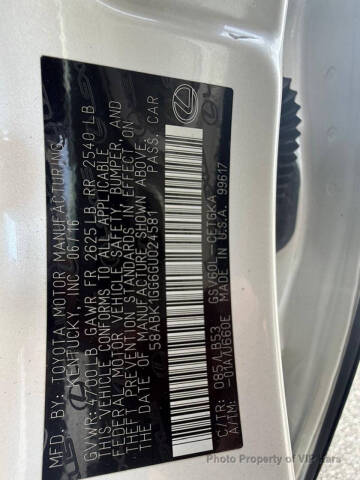 MFD. BY: TOYOTA MOTOR MANUFACTURING,
KENTUCKY, INC. 06/16
GVWR: 4700 LB GAWR FR 2625 LB RR 2540 LB
THIS VEHICLE CONFORMS TO ALL APPLICABLE
FEDERAL MOTOR VEHICLE SAFETY, BUMPER, AND
THEFT PREVENTION STANDARDS IN EFFECT ON
THE DATE OF MANUFACTURE SHOWN ABOVE.
58ABK1GG6GU024581 PASS. CAR
C/TR: 085/LB53 GSV60L-CETGKA
A/TM: -01A/U660E MADE IN U.S.A. 99617
Photo Property of VIP Cars